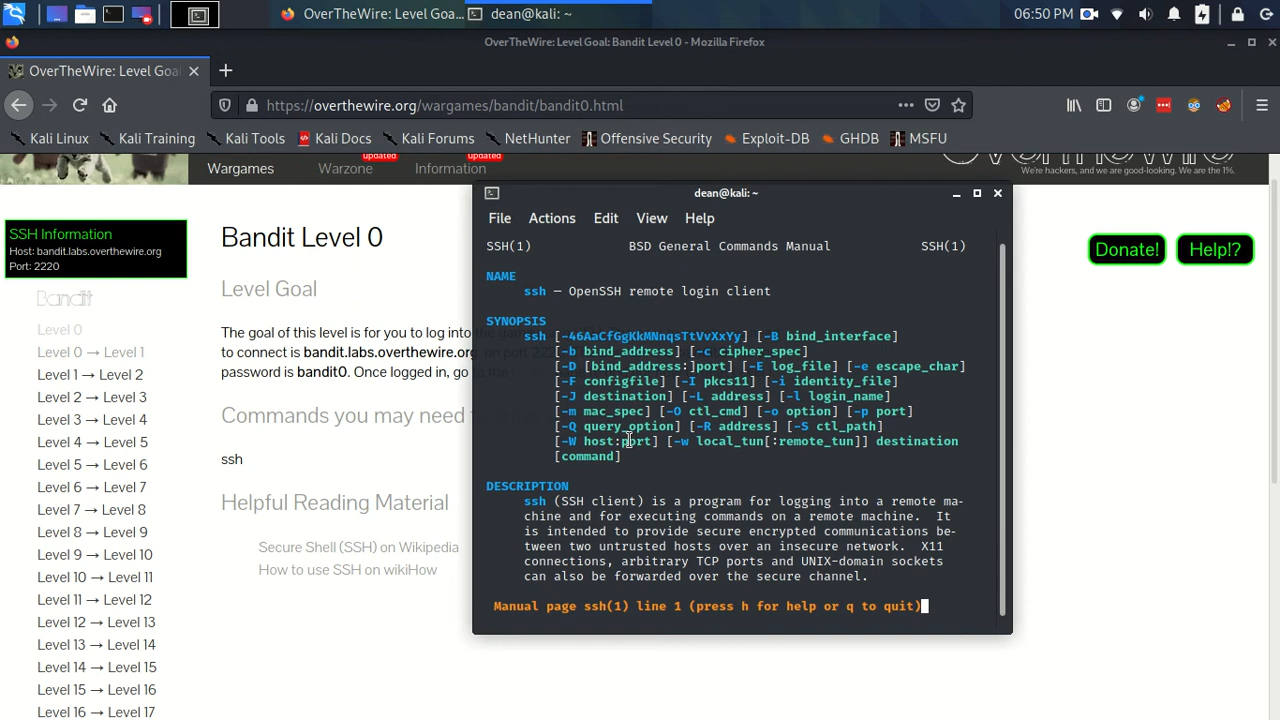 OverTheWire: Level Goa...
dean@kali: ~
06:50 PM
OverTheWire: Level Goal: Bandit Level 0 - Mozilla Firefox
OverTheWire: Level Goal
https://overthewire.org/wargames/bandit/bandit0.html
Kali Linux Kali Training Kali Tools Kali Docs Kali Forums NetHunter Offensive Security Exploit-DB GHDB MSFU
Wargames Warzone updated Information updated
We're hackers, and we are good-looking. We are the 1%.
SSH Information
Host: bandit.labs.overthewire.org
Port: 2220
Donate! Help!?
Bandit
Level 0
Level 0 → Level 1
Level 1 → Level 2
Level 2 → Level 3
Level 3 → Level 4
Level 4 → Level 5
Level 5 → Level 6
Level 6 → Level 7
Level 7 → Level 8
Level 8 → Level 9
Level 9 → Level 10
Level 10 → Level 11
Level 11 → Level 12
Level 12 → Level 13
Level 13 → Level 14
Level 14 → Level 15
Level 15 → Level 16
Level 16 → Level 17
Bandit Level 0
Level Goal
The goal of this level is for you to log into the
to connect is bandit.labs.overthewire.org, on port 22
password is bandit0. Once logged in, go to the
Commands you may need to
ssh
Helpful Reading Material
Secure Shell (SSH) on Wikipedia
How to use SSH on wikiHow
dean@kali: ~
File Actions Edit View Help
SSH(1) BSD General Commands Manual SSH(1)
NAME
ssh — OpenSSH remote login client
SYNOPSIS
ssh [-46AaCfGgKkMNnqsTtVvXxYy] [-B bind_interface]
[-b bind_address] [-c cipher_spec]
[-D [bind_address:]port] [-E log_file] [-e escape_char]
[-F configfile] [-I pkcs11] [-i identity_file]
[-J destination] [-L address] [-l login_name]
[-m mac_spec] [-O ctl_cmd] [-o option] [-p port]
[-Q query_option] [-R address] [-S ctl_path]
[-W host:port] [-w local_tun[:remote_tun]] destination
[command]
DESCRIPTION
ssh (SSH client) is a program for logging into a remote ma‐
chine and for executing commands on a remote machine. It
is intended to provide secure encrypted communications be‐
tween two untrusted hosts over an insecure network. X11
connections, arbitrary TCP ports and UNIX-domain sockets
can also be forwarded over the secure channel.
Manual page ssh(1) line 1 (press h for help or q to quit)